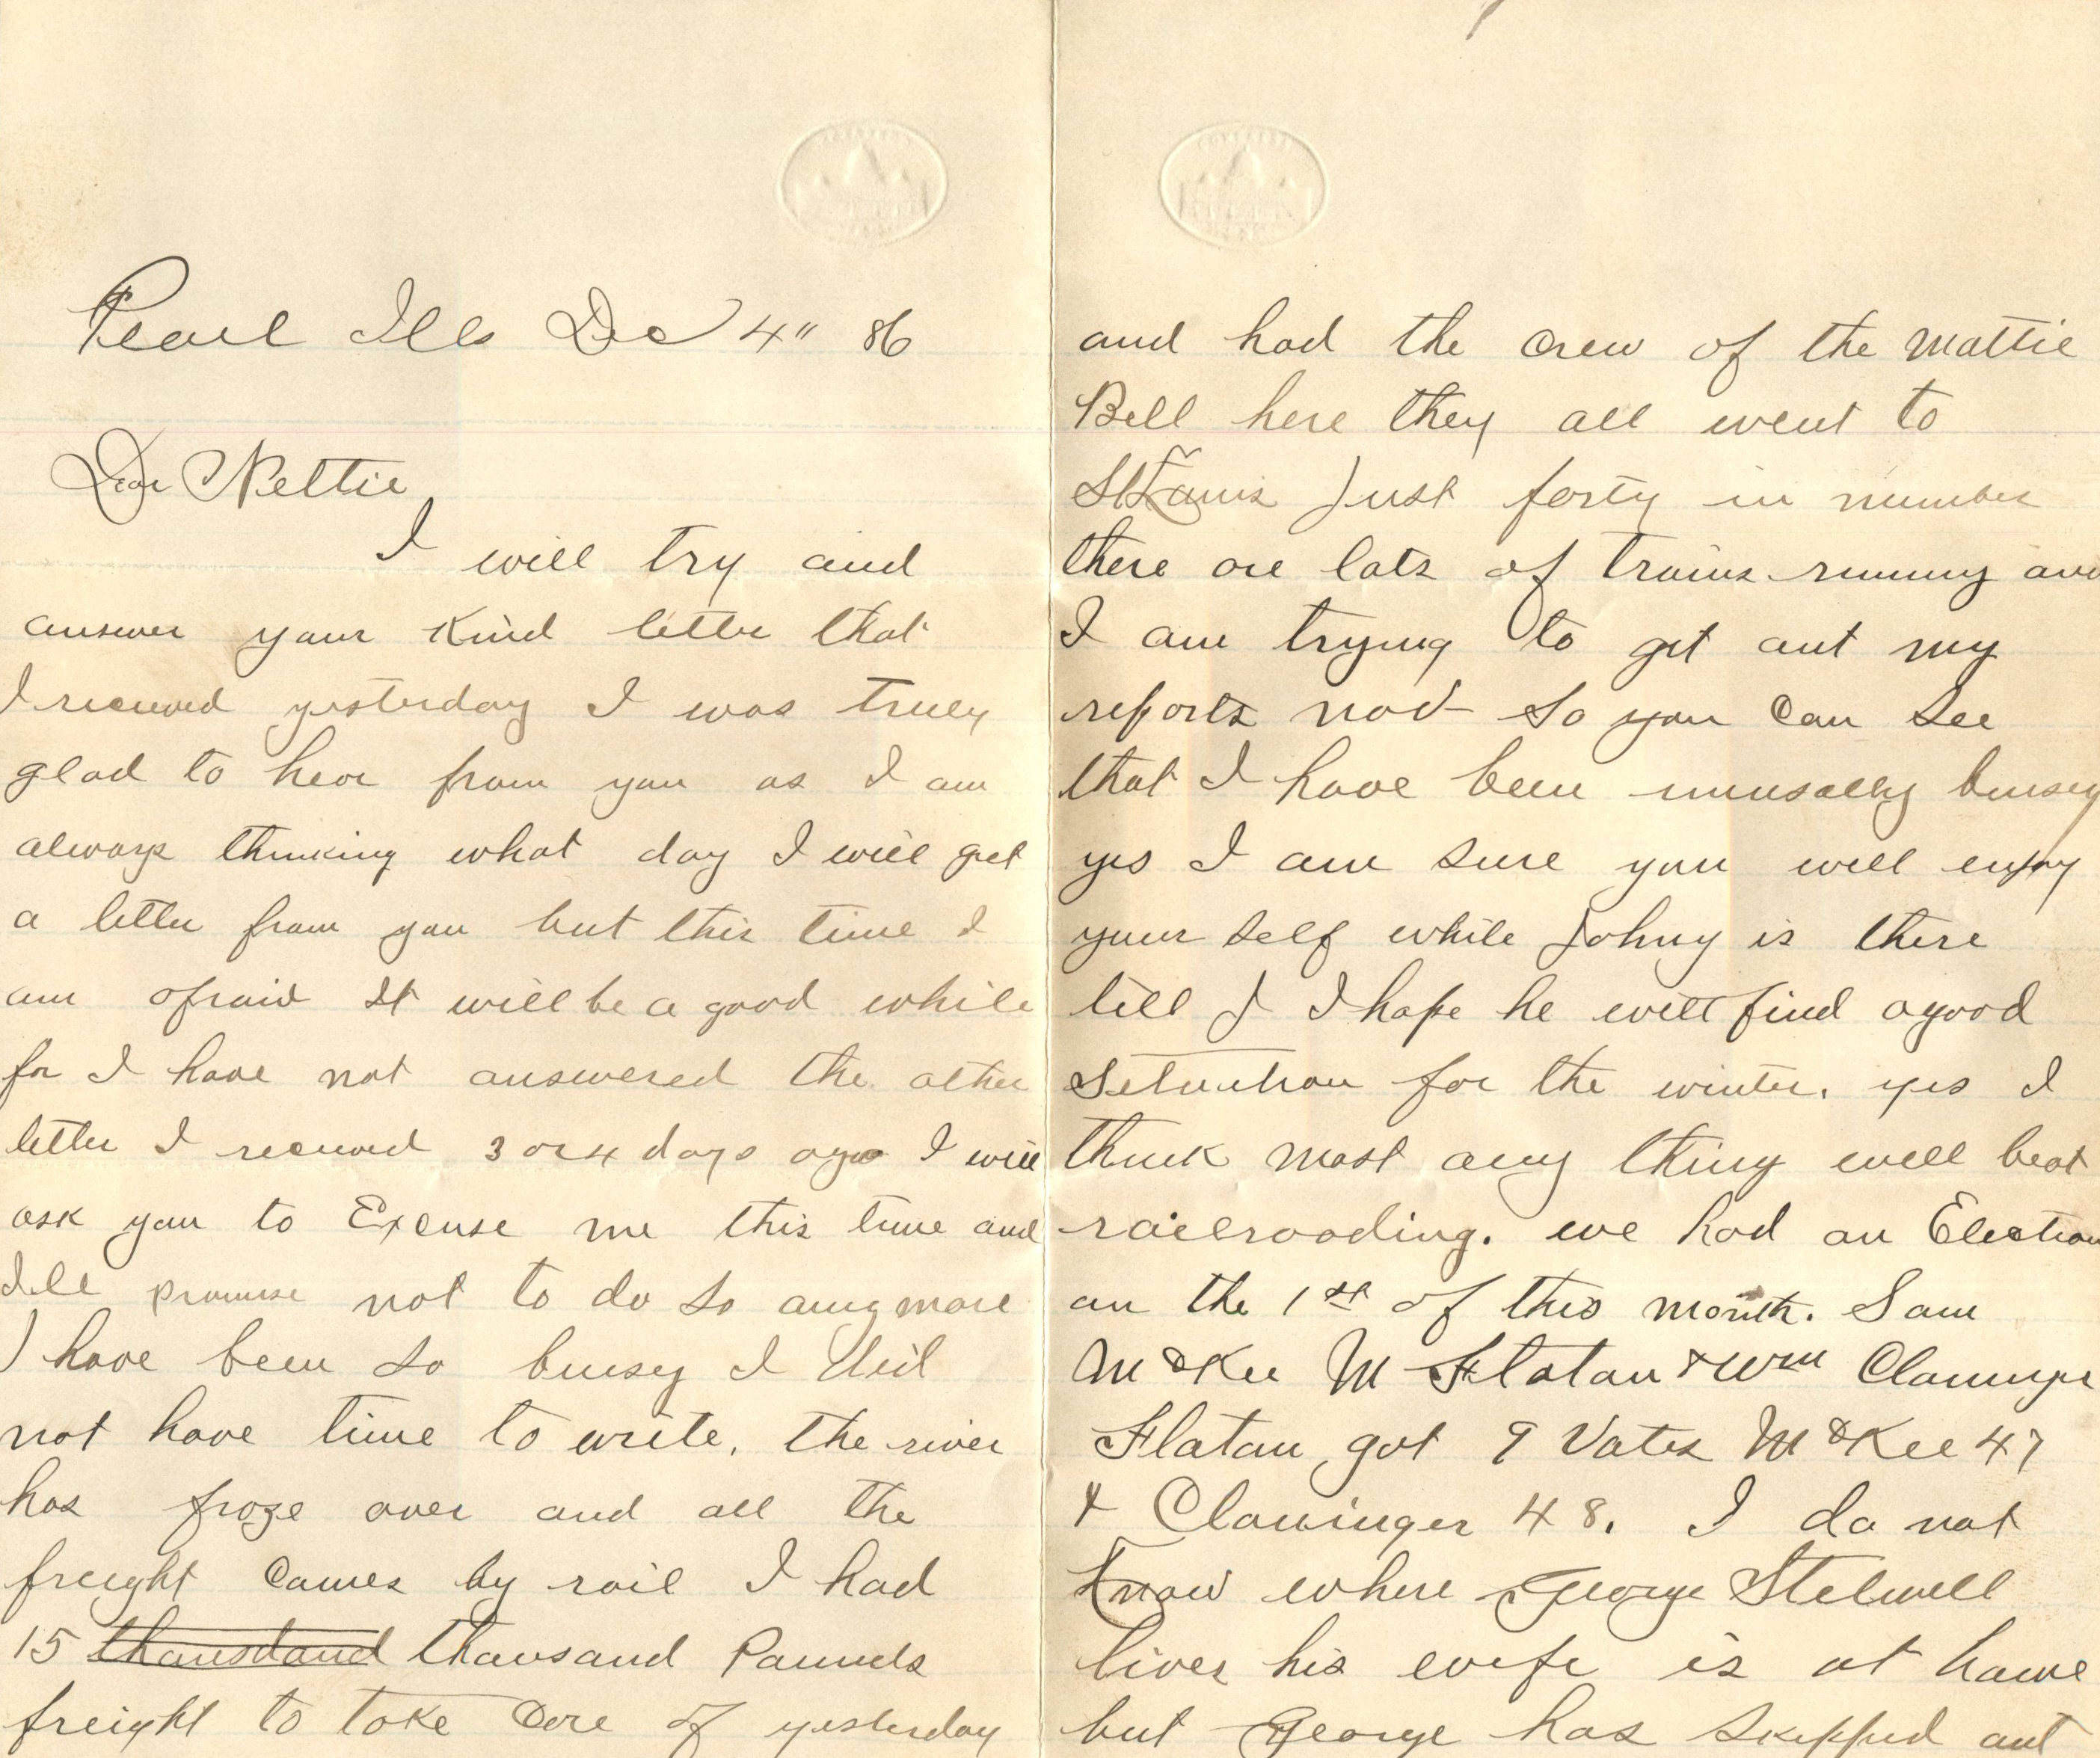 Pearl Ills Dec 4" 86
Dear Nettie
I will try and
answer your Kind letter that
I recieved yesterday I was truly
glad to hear from you as I am
always thinking what day I will get
a letter from you but this time I
am afraid It will be a good while
for I have not answered the other
letter I recieved 3 or 4 days ago I will
ask you to Excuse me this time and
Ill promise not to do so any more
I have been so buisy I did
not have time to write. the river
has froze over and all the
freight comes by rail I had
15 thousdand thousand Pounds
freight to take Care of yesterday
and had the crew of the Mattie
Bell here they all went to
St Louis Just forty in number
there are lots of trains running and
I am trying to get out my
reports now so you can see
that I have been unusally buisey
yes I am sure you will enjoy
your self while Johny is there
till J I hope he will find a good
Setuation for the winter. yes I
think most any thing will beat
railroading. we had an Election
on the 1st of this month. Sam
McKee M Flatau & Wm Clowinger
Flatau got 9 Votes McKee 47
& Clowinger 48. I do not
Know where George Stelwell
lives his wife is at home
but George has skipped out